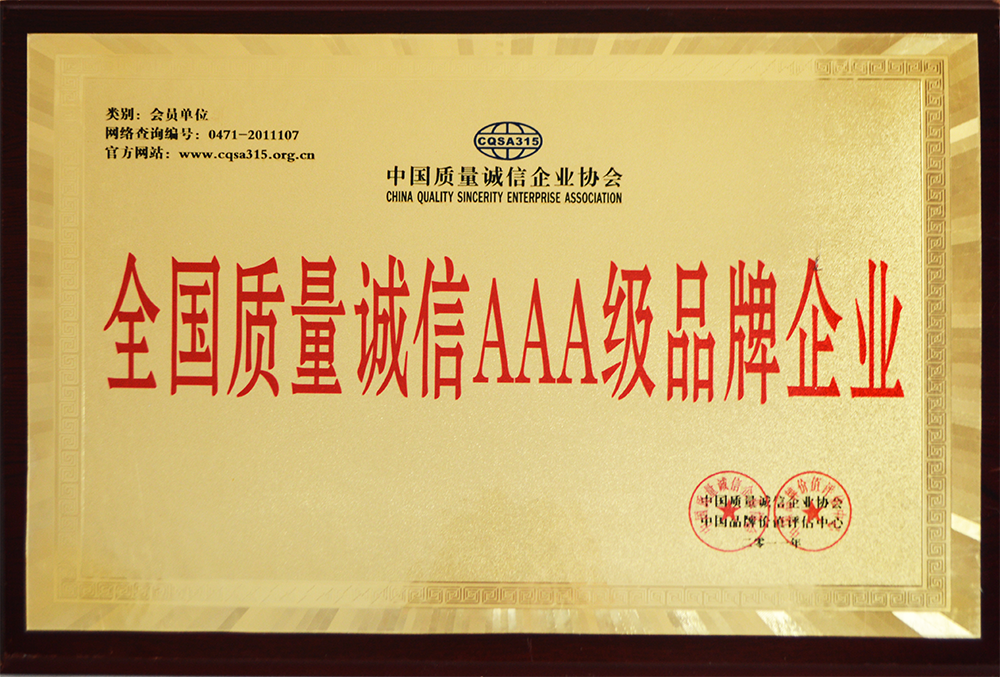 类别：会员单位
网络查询编号：0471-2011107
官方网站：www.cqsa315.org.cn
CQSA315
中国质量诚信企业协会
CHINA QUALITY SINCERITY ENTERPRISE ASSOCIATION
全国质量诚信AAA级品牌企业
中国质量诚信企业协会
中国品牌价值评估中心